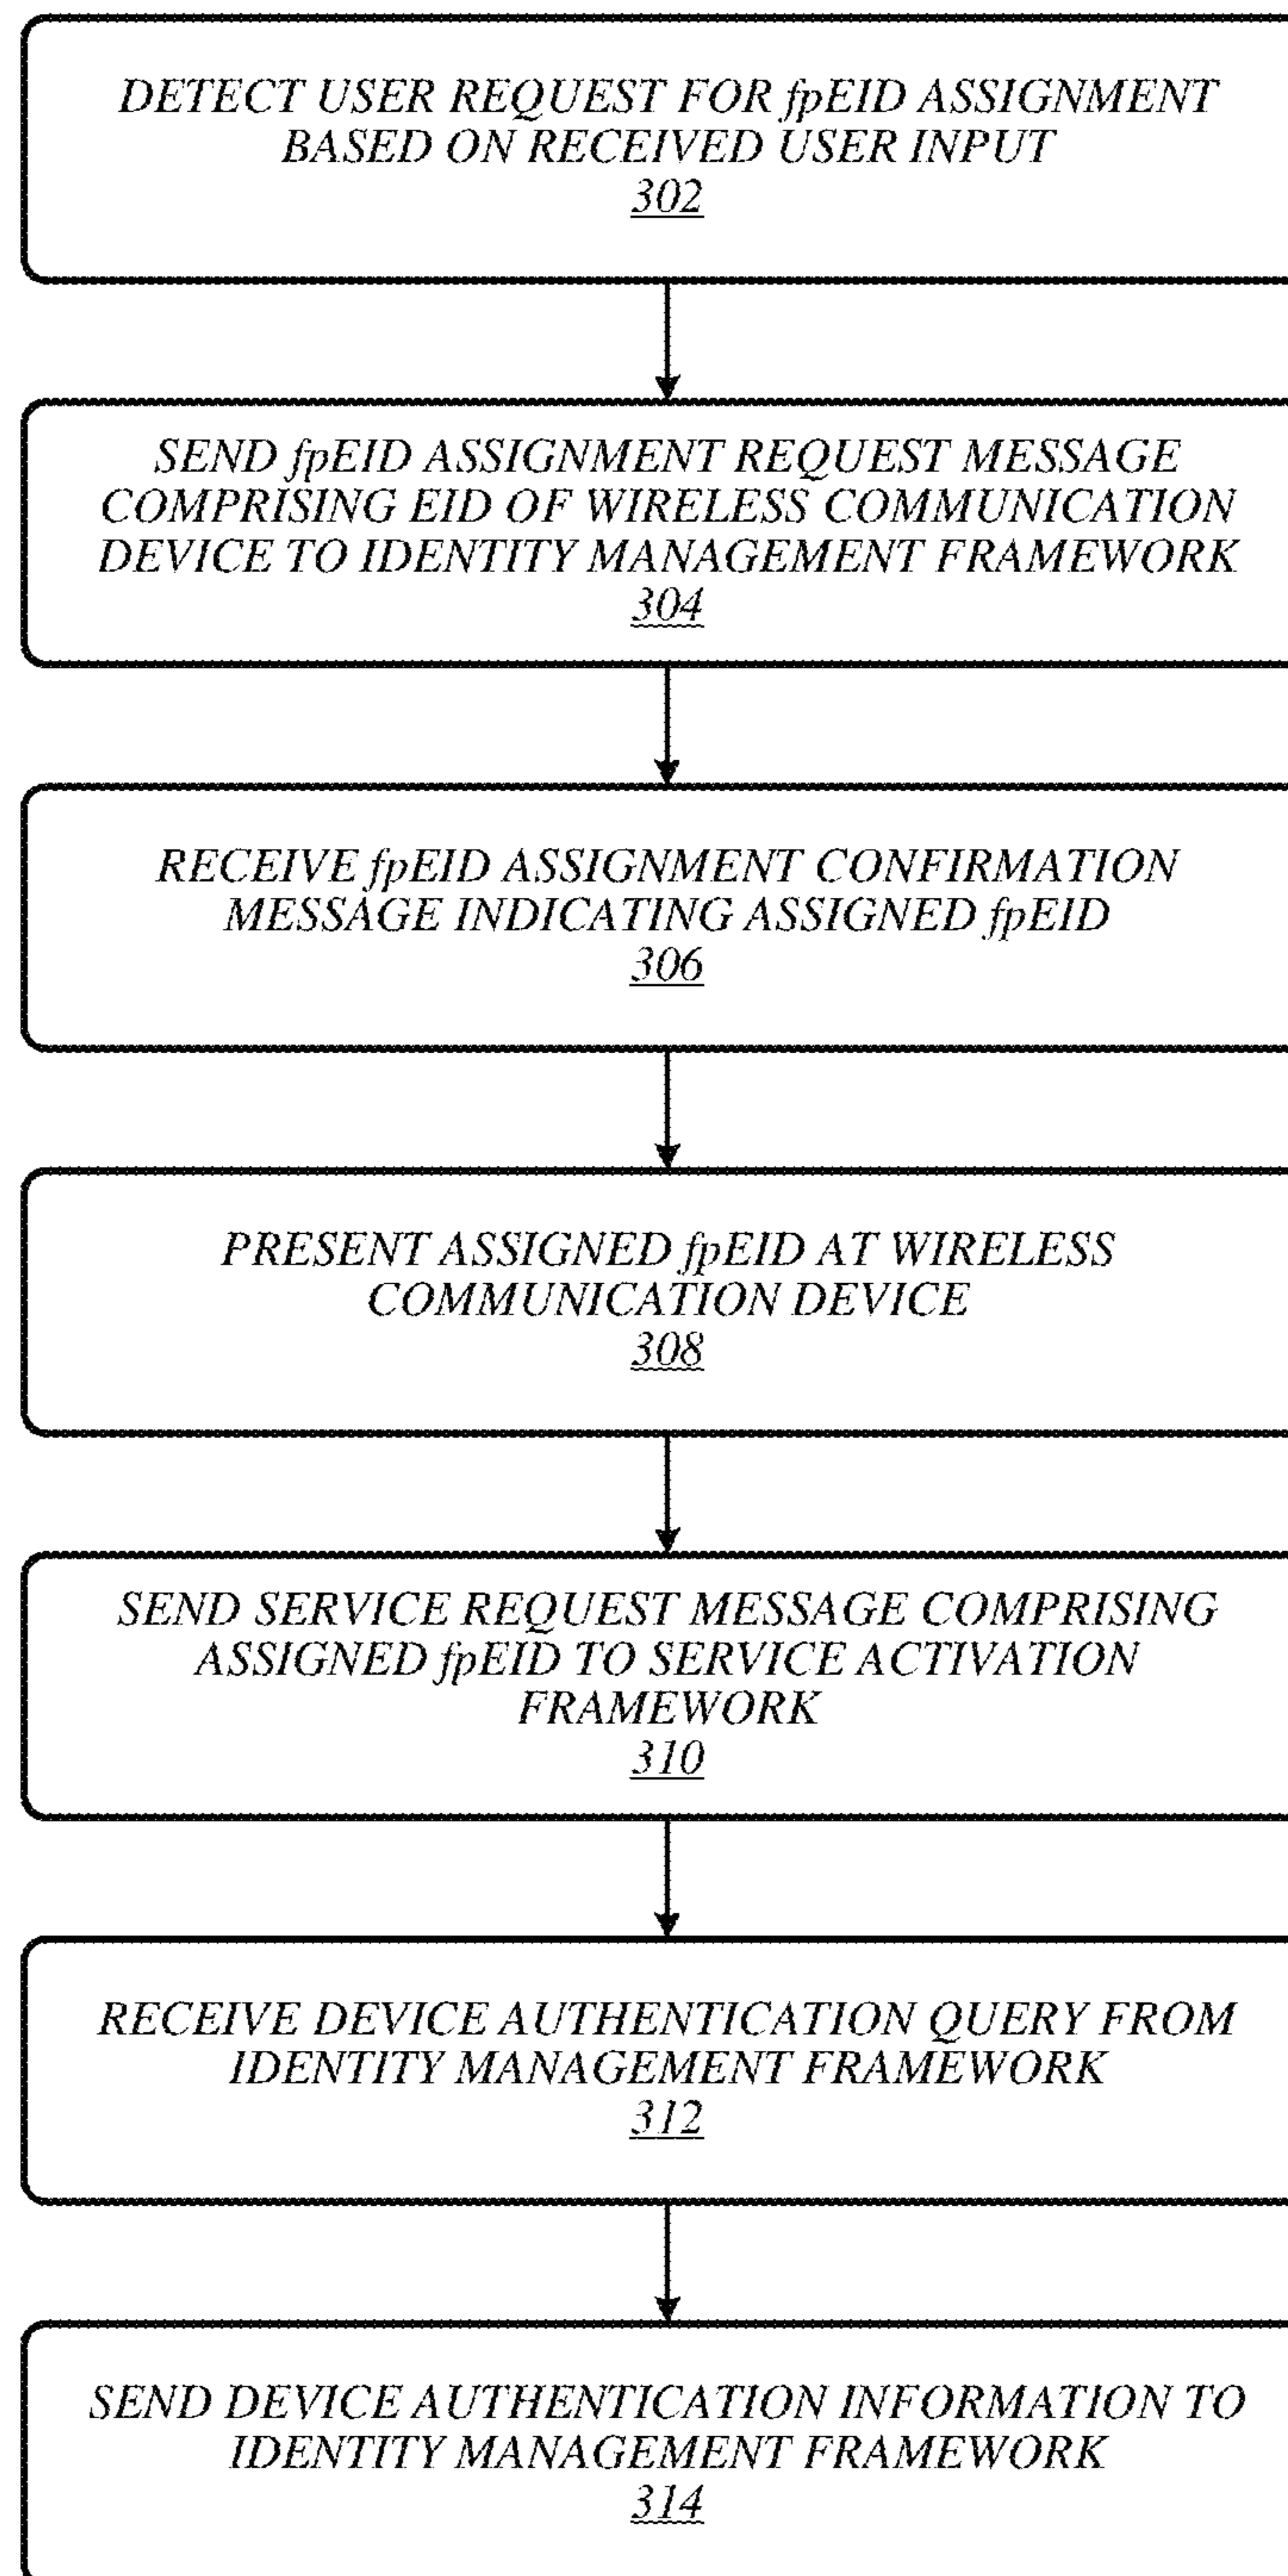 DETECT USER REQUEST FOR fpEID ASSIGNMENT
BASED ON RECEIVED USER INPUT
302
SEND fpEID ASSIGNMENT REQUEST MESSAGE
COMPRISING EID OF WIRELESS COMMUNICATION
DEVICE TO IDENTITY MANAGEMENT FRAMEWORK
304
RECEIVE fpEID ASSIGNMENT CONFIRMATION
MESSAGE INDICATING ASSIGNED fpEID
306
PRESENT ASSIGNED fpEID AT WIRELESS
COMMUNICATION DEVICE
308
SEND SERVICE REQUEST MESSAGE COMPRISING
ASSIGNED fpEID TO SERVICE ACTIVATION
FRAMEWORK
310
RECEIVE DEVICE AUTHENTICATION QUERY FROM
IDENTITY MANAGEMENT FRAMEWORK
312
SEND DEVICE AUTHENTICATION INFORMATION TO
IDENTITY MANAGEMENT FRAMEWORK
314